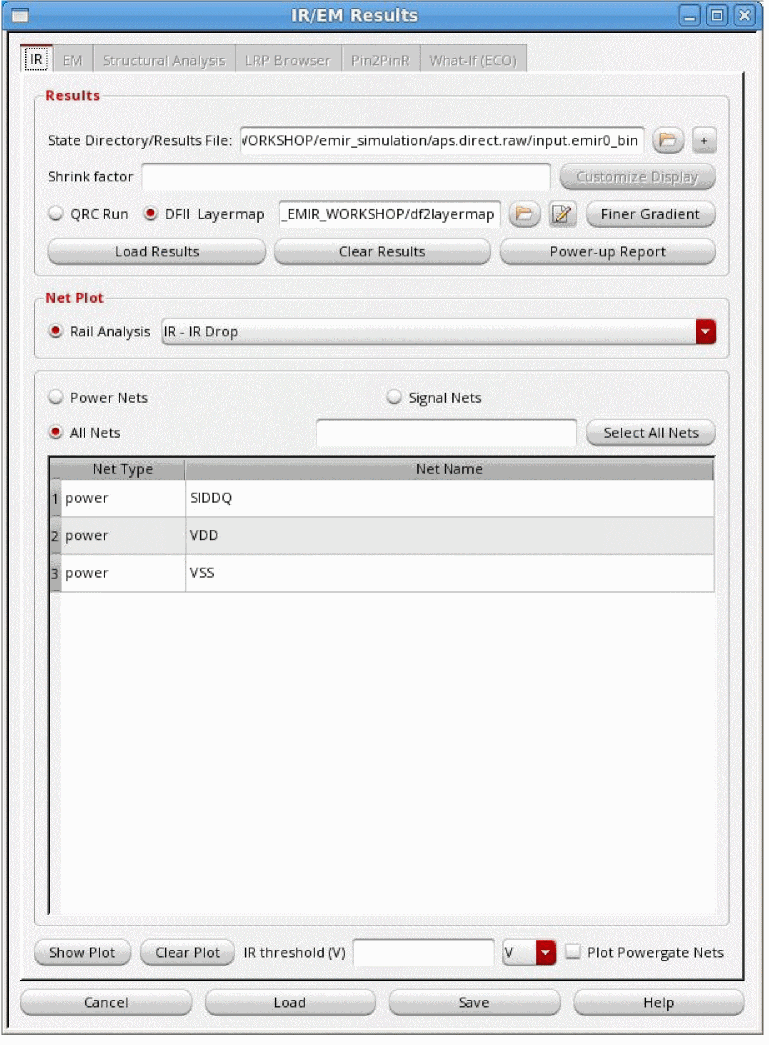 IR/EM Results
IR EM Structural Analysis LRP Browser Pin2PinR What-If (ECO)
Results
State Directory/Results File: /ORKSHOP/emir_simulation/aps.direct.raw/input.emir0_bin +
Shrink factor Customize Display
QRC Run DFII Layermap _EMIR_WORKSHOP/df2layermap Finer Gradient
Load Results Clear Results Power-up Report
Net Plot
Rail Analysis IR - IR Drop
Power Nets Signal Nets
All Nets Select All Nets
Net Type Net Name
1 power SIDDQ
2 power VDD
3 power VSS
Show Plot Clear Plot IR threshold (V) V Plot Powergate Nets
Cancel Load Save Help